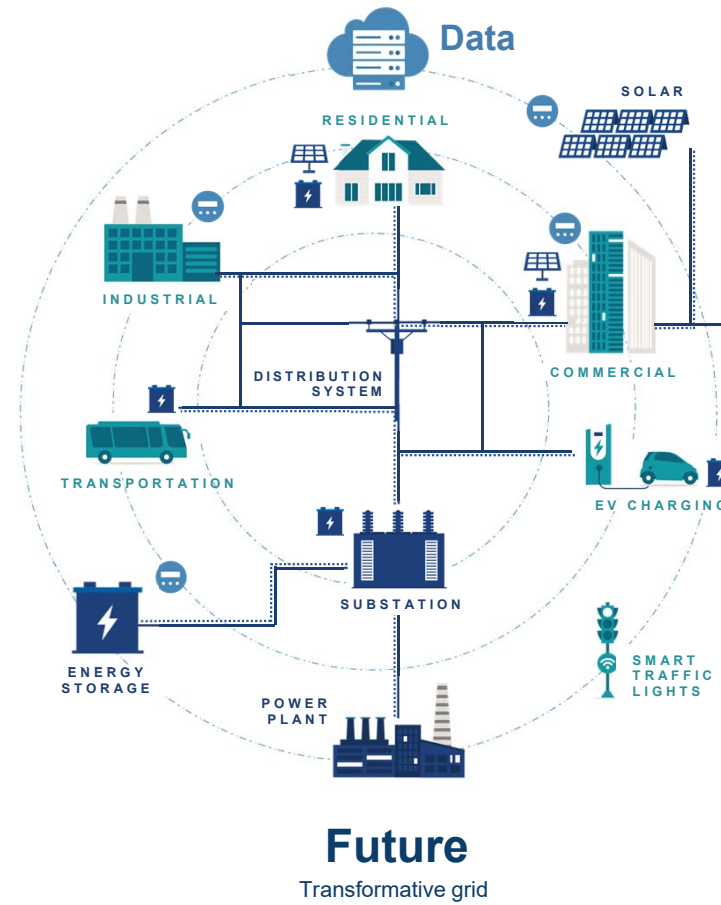 Data
SOLAR
RESIDENTIAL
INDUSTRIAL
COMMERCIAL
DISTRIBUTION
SYSTEM
TRANSPORTATION
EV CHARGING
SUBSTATION
ENERGY
STORAGE
SMART
TRAFFIC
LIGHTS
POWER
PLANT
Future
Transformative grid